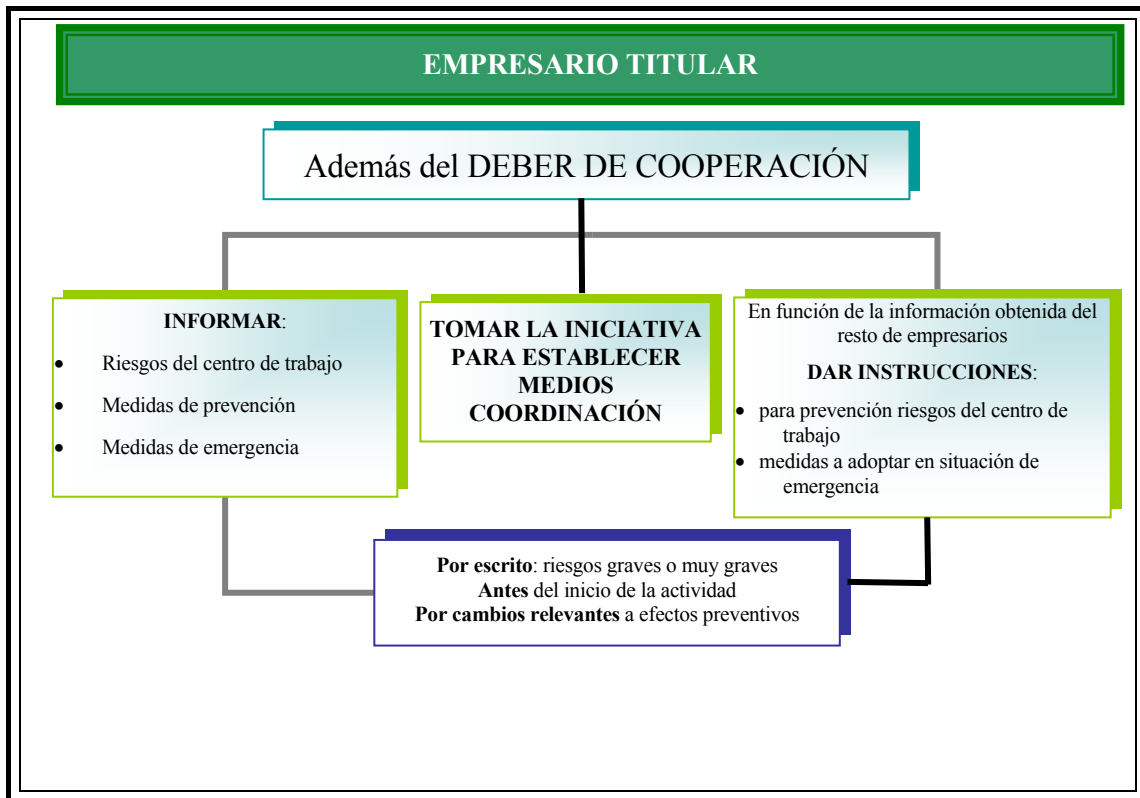 EMPRESARIO TITULAR
Además del DEBER DE COOPERACIÓN
INFORMAR:
• Riesgos del centro de trabajo
• Medidas de prevención
• Medidas de emergencia
TOMAR LA INICIATIVA
PARA ESTABLECER
MEDIOS
COORDINACIÓN
En función de la información obtenida del
resto de empresarios
DAR INSTRUCCIONES:
• para prevención riesgos del centro de
trabajo
• medidas a adoptar en situación de
emergencia
Por escrito: riesgos graves o muy graves
Antes del inicio de la actividad
Por cambios relevantes a efectos preventivos